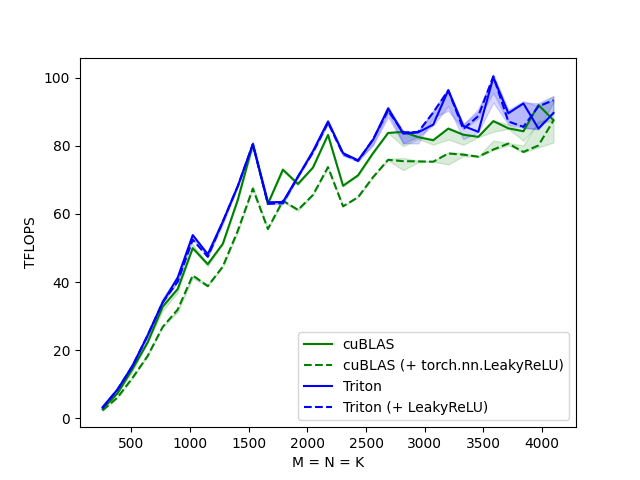 100
80
60
40
20
0
TFLOPS
cuBLAS
cuBLAS (+ torch.nn.LeakyReLU)
Triton
Triton (+ LeakyReLU)
500 1000 1500 2000 2500 3000 3500 4000
M = N = K